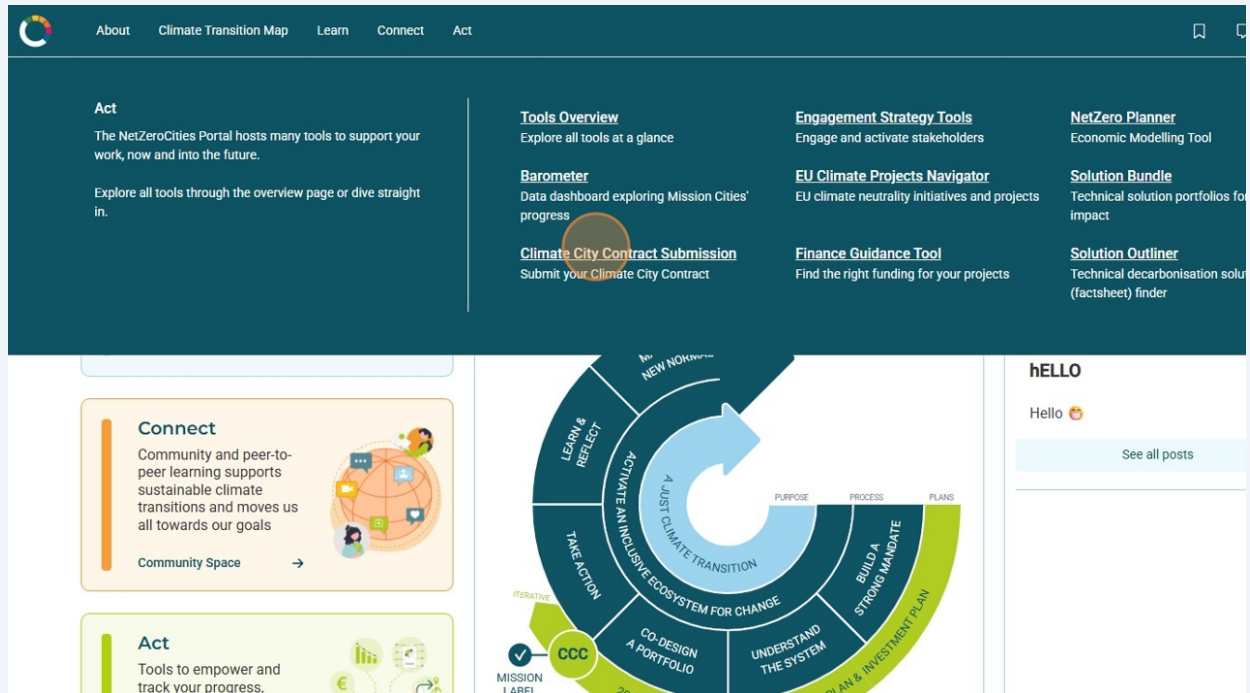 About Climate Transition Map Learn Connect Act
Act
The NetZeroCities Portal hosts many tools to support your
work, now and into the future.
Explore all tools through the overview page or dive straight
in.
Tools Overview
Explore all tools at a glance
Barometer
Data dashboard exploring Mission Cities'
progress
Climate City Contract Submission
Submit your Climate City Contract
Engagement Strategy Tools
Engage and activate stakeholders
EU Climate Projects Navigator
EU climate neutrality initiatives and projects
Finance Guidance Tool
Find the right funding for your projects
NetZero Planner
Economic Modelling Tool
Solution Bundle
Technical solution portfolios for
impact
Solution Outliner
Technical decarbonisation
(factsheet) finder
Connect
Community and peer-to-
peer learning supports
sustainable climate
transitions and moves us
all towards our goals
Community Space
Act
Tools to empower and
track your progress,
NEW NORMAL
LEARN &
REFLECT
TAKE ACTION
CO-DESIGN
A PORTFOLIO
UNDERSTAND
THE SYSTEM
BUILD A
STRONG MANDATE
ACTIVATE AN INCLUSIVE ECOSYSTEM FOR CHANGE
A JUST CLIMATE TRANSITION
PURPOSE PROCESS PLANS
ITERATIVE
CCC
MISSION
LABEL
PLAN & INVESTMENT PLAN
hELLO
Hello 😁
See all posts